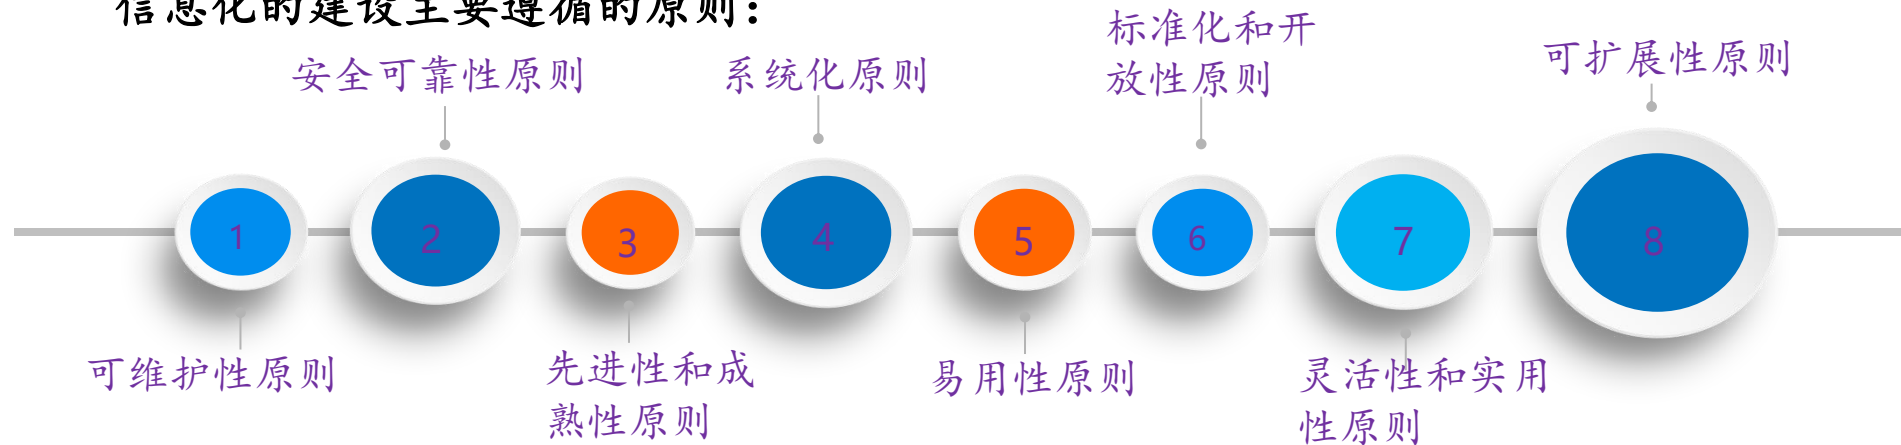 信息化的建设主要遵循的原则：
标准化和开
放性原则
安全可靠性原则
系统化原则
可扩展性原则
1
2
3
4
5
6
7
8
可维护性原则
先进性和成
熟性原则
易用性原则
灵活性和实用
性原则